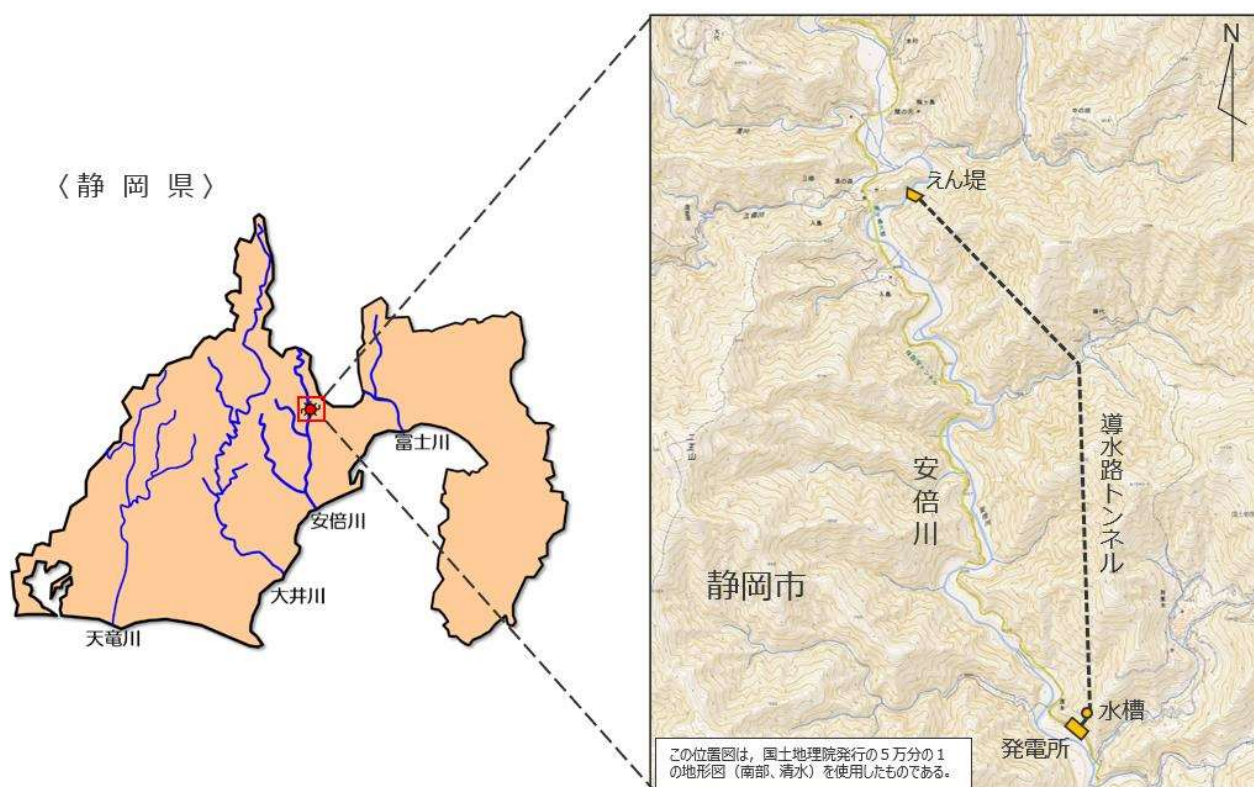 〈静 岡 県〉
富士川
安倍川
大井川
天竜川
N
えん堤
導水路トンネル
安倍川
静岡市
水槽
発電所
この位置図は，国土地理院発行の５万分の１
の地形図（南部、清水）を使用したものである。